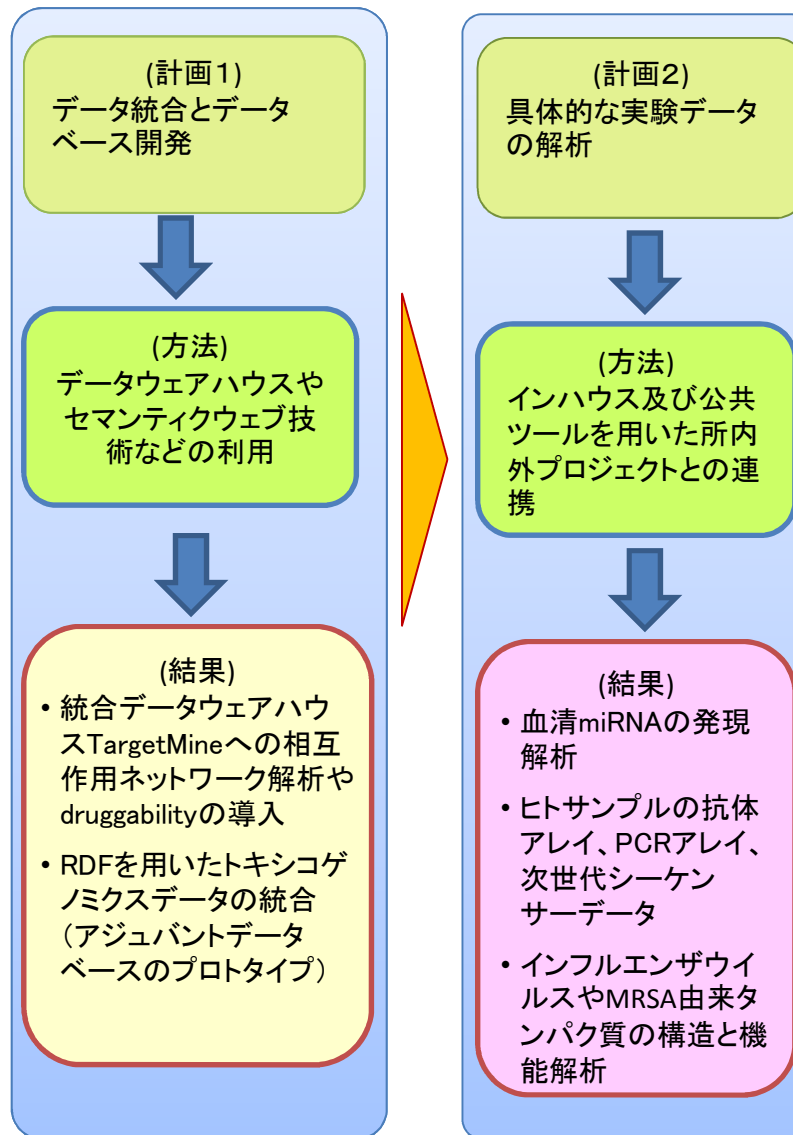 (計画１)
データ統合とデータ
ベース開発
(方法)
データウェアハウスや
セマンティクウェブ技
術などの利用
(結果)
• 統合データウェアハウ
スTargetMineへの相互
作用ネットワーク解析や
druggabilityの導入
• RDFを用いたトキシコゲ
ノミクスデータの統合
（アジュバントデータ
ベースのプロトタイプ）
(計画２)
具体的な実験データ
の解析
(方法)
インハウス及び公共
ツールを用いた所内
外プロジェクトとの連
携
(結果)
• 血清miRNAの発現
解析
• ヒトサンプルの抗体
アレイ、PCRアレイ、
次世代シーケン
サーデータ
• インフルエンザウイ
ルスやMRSA由来タ
ンパク質の構造と機
能解析